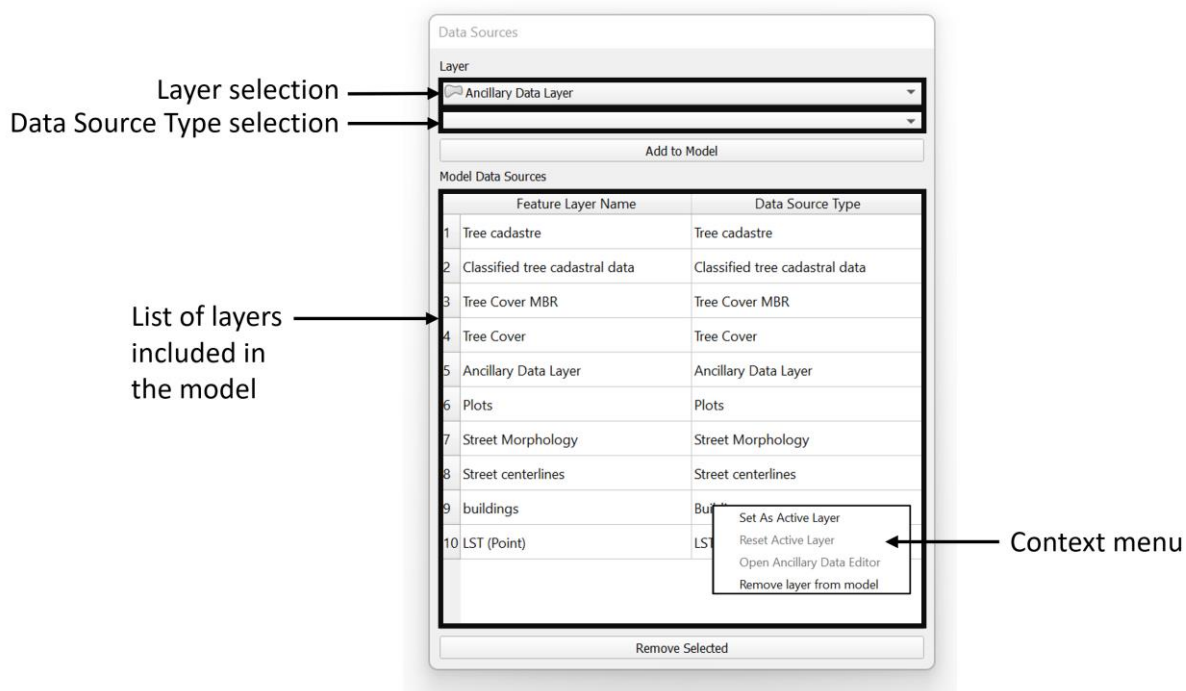 Data Sources
Layer
Layer selection
Ancillary Data Layer
Data Source Type selection
Add to Model
Model Data Sources
Feature Layer Name Data Source Type
1 Tree cadastre Tree cadastre
2 Classified tree cadastral data Classified tree cadastral data
3 Tree Cover MBR Tree Cover MBR
4 Tree Cover Tree Cover
5 Ancillary Data Layer Ancillary Data Layer
6 Plots Plots
7 Street Morphology Street Morphology
8 Street centerlines Street centerlines
9 buildings
10 LST (Point) LST
List of layers
included in
the model
Set As Active Layer
Reset Active Layer
Open Ancillary Data Editor
Remove layer from model
Context menu
Remove Selected